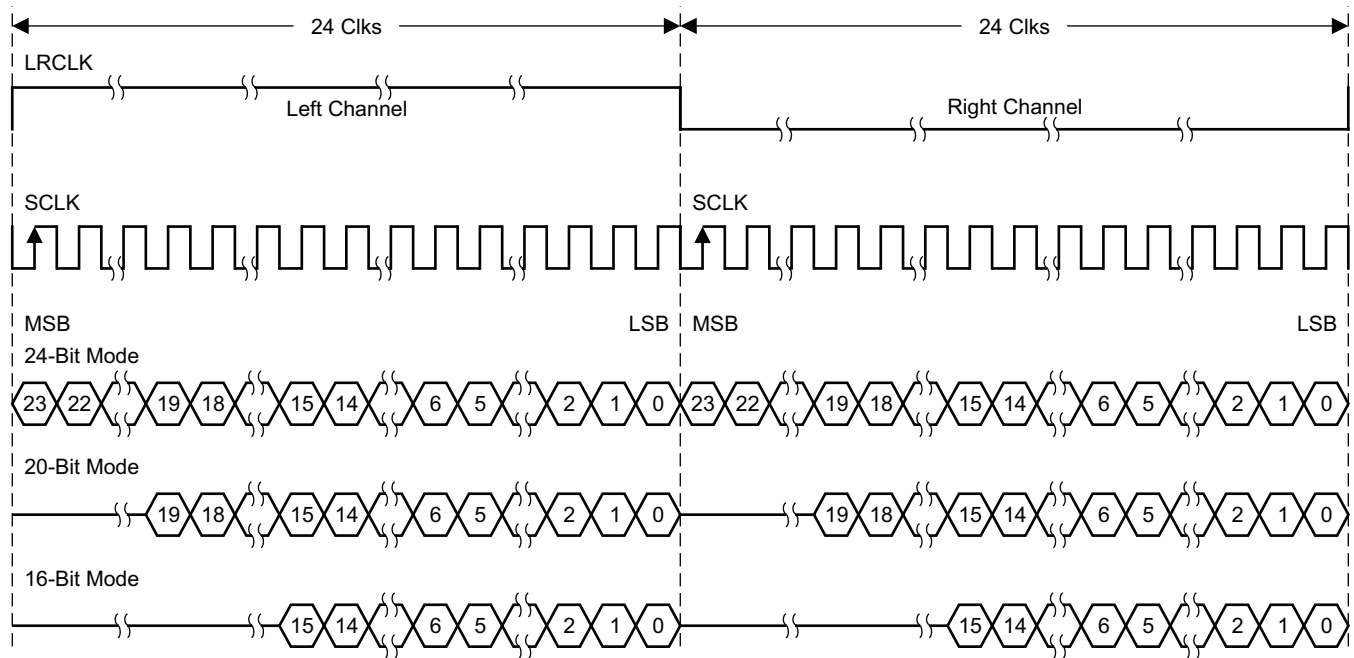 24 Clks 24 Clks
LRCLK
Left Channel Right Channel
SCLK SCLK
MSB LSB MSB LSB
24-Bit Mode
23 22 19 18 15 14 6 5 2 1 0 23 22 19 18 15 14 6 5 2 1 0
20-Bit Mode
19 18 15 14 6 5 2 1 0 19 18 15 14 6 5 2 1 0
16-Bit Mode
15 14 6 5 2 1 0 15 14 6 5 2 1 0